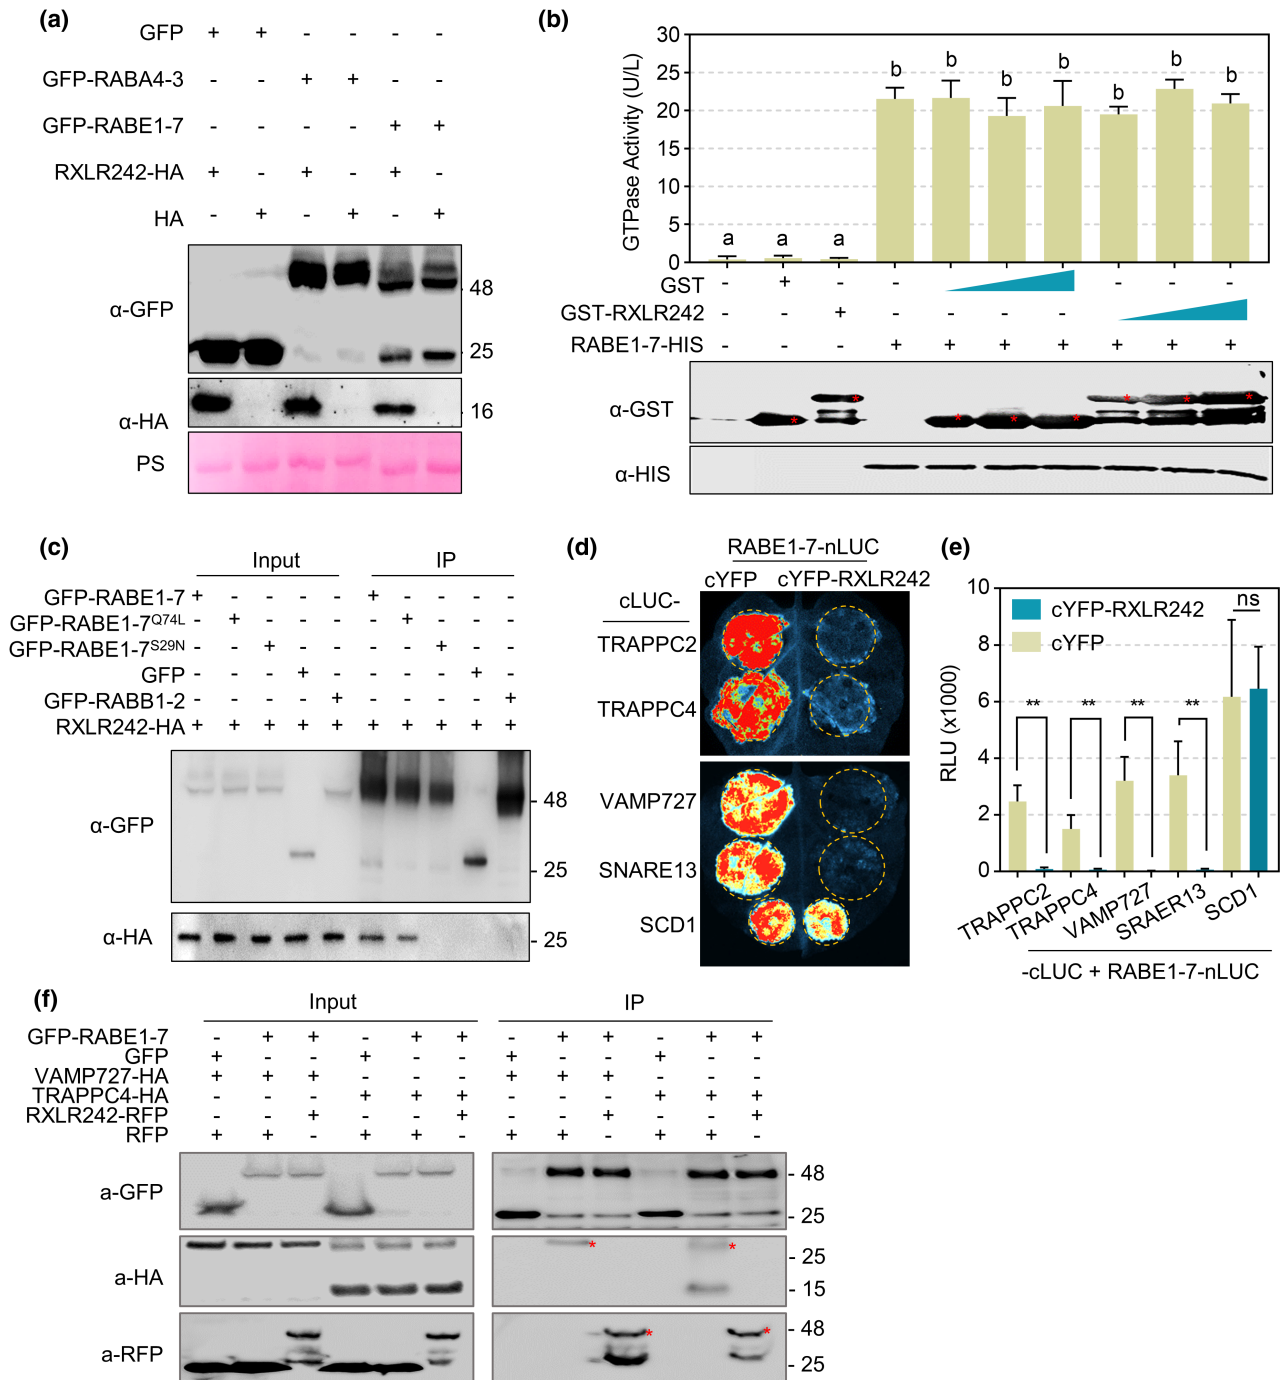 (a)
GFP + + - - - -
GFP-RABA4-3 - - + + - -
GFP-RABE1-7 - - - - + +
RXLR242-HA + - + - + -
HA - + - + - +
α-GFP
48
25
α-HA
16
PS
(b)
GTPase Activity (U/L)
30
25
20
15
10
5
0
a a a b b b b b b b
GST - + - - - - -
GST-RXLR242 - - + - - - -
RABE1-7-HIS - - - + + + + + + +
α-GST
* * * * * * * *
α-HIS
(c)
Input IP
GFP-RABE1-7 + - - - - + - - - -
GFP-RABE1-7Q74L - + - - - - + - - -
GFP-RABE1-7S29N - - + - - - - + - -
GFP - - - + - - - - + -
GFP-RABB1-2 - - - - + - - - - +
RXLR242-HA + + + + + + + + + +
α-GFP
- 48
- 25
α-HA
- 25
(d)
RABE1-7-nLUC
cYFP cYFP-RXLR242
cLUC-
TRAPPC2
TRAPPC4
VAMP727
SNARE13
SCD1
(e)
RLU (x1000)
10
8
6
4
2
0
cYFP-RXLR242
cYFP
** ** ** ** ns
TRAPPC2 TRAPPC4 VAMP727 SRAER13 SCD1
-cLUC + RABE1-7-nLUC
(f)
Input IP
GFP-RABE1-7 - + + - + + - + + - + +
GFP + - - + - - + - - + - -
VAMP727-HA + + + - - - + + + - - -
TRAPPC4-HA - - - + + + - - - + + +
RXLR242-RFP - - + - - + - - + - - +
RFP + + - + + - + + - + + -
a-GFP
- 48
- 25
a-HA
* *
- 25
- 15
a-RFP
* *
- 48
- 25